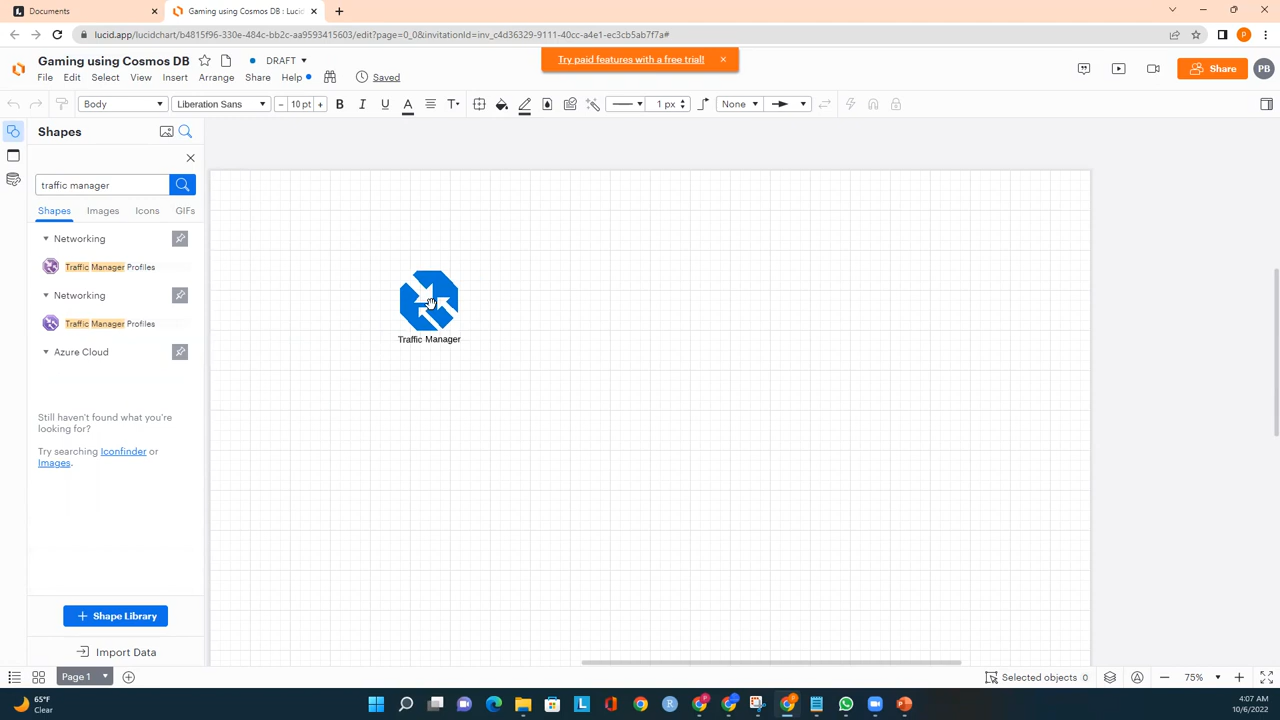 Documents
Gaming using Cosmos DB : Lucid
lucid.app/lucidchart/b4815f96-330e-484c-bb2c-aa9593415603/edit?page=0_0&invitationId=inv_c4d36329-9111-40cc-a4e1-ec3cb5ab7f7a#
P
Gaming using Cosmos DB
DRAFT
Try paid features with a free trial!
Share
PB
File Edit Select View Insert Arrange Share Help
Saved
Body
Liberation Sans
10 pt
B I U A T
1 px
None
Shapes
traffic manager
Shapes Images Icons GIFs
Networking
Traffic Manager Profiles
Networking
Traffic Manager Profiles
Azure Cloud
Still haven't found what you're
looking for?
Try searching Iconfinder or
Images.
Traffic Manager
+ Shape Library
Import Data
Page 1
Selected objects 0
75%
65°F
Clear
4:07 AM
10/6/2022